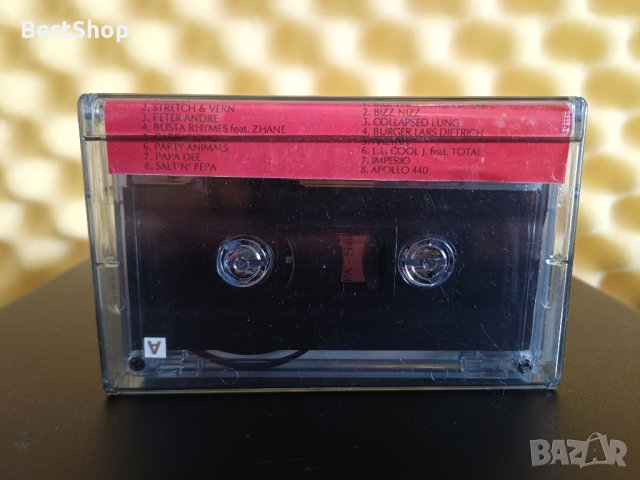 BestShop
2. STRETCH & VERN
3. PETER ANDRE
4. BUSTA RHYMES feat. ZHANE
6. PARTY ANIMALS
7. PAPA DEE
8. SALT'N' PEPA
2. BIZZ NIZZ
3. COLLAPSED LUNG
4. BURGER LARS DIETRICH
6. L.L. COOL J. feat. TOTAL
7. IMPERIO
8. APOLLO 440
A
BAZAR